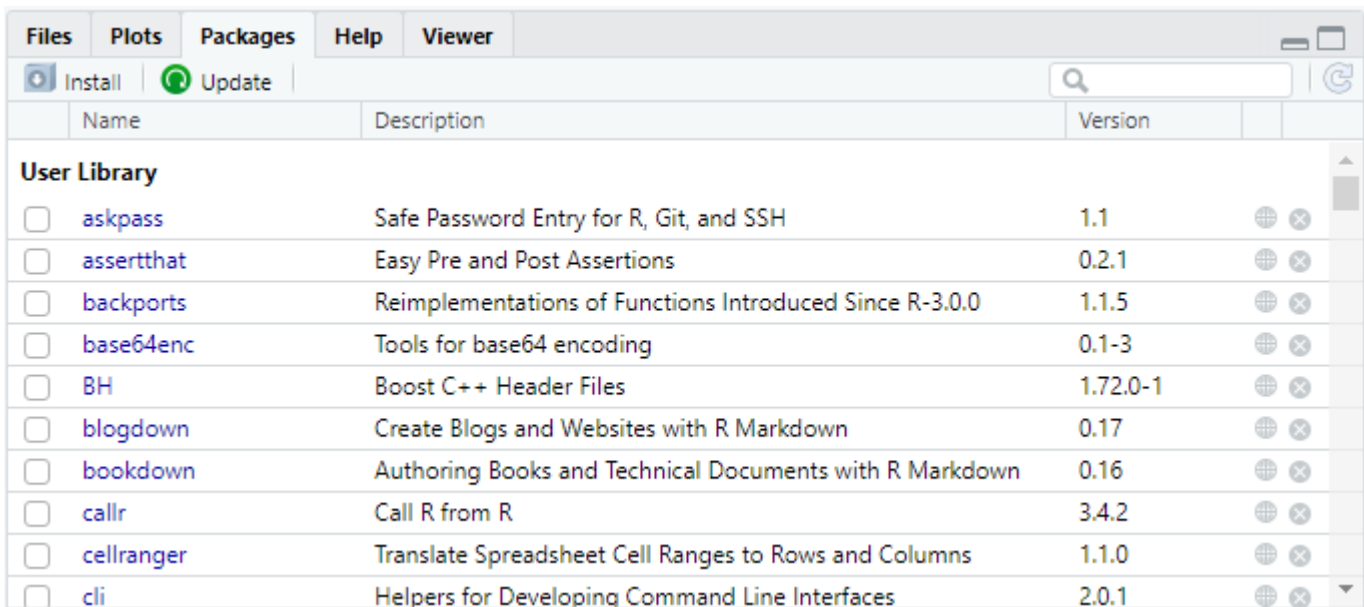 Files Plots Packages Help Viewer
Install Update
Name Description Version
User Library
askpass Safe Password Entry for R, Git, and SSH 1.1
assertthat Easy Pre and Post Assertions 0.2.1
backports Reimplementations of Functions Introduced Since R-3.0.0 1.1.5
base64enc Tools for base64 encoding 0.1-3
BH Boost C++ Header Files 1.72.0-1
blogdown Create Blogs and Websites with R Markdown 0.17
bookdown Authoring Books and Technical Documents with R Markdown 0.16
callr Call R from R 3.4.2
cellranger Translate Spreadsheet Cell Ranges to Rows and Columns 1.1.0
cli Helpers for Developing Command Line Interfaces 2.0.1